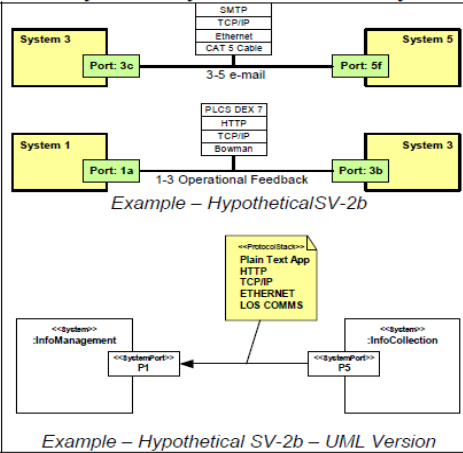 SMTP
TCP/IP
Ethernet
CAT 5 Cable
System 3
System 5
Port: 3c
Port: 5f
3-5 e-mail
PLCS DEX 7
HTTP
TCP/IP
Bowman
System 1
System 3
Port: 1a
Port: 3b
1-3 Operational Feedback
Example – HypotheticalSV-2b
<<ProtocolStack>>
Plain Text App
HTTP
TCP/IP
ETHERNET
LOS COMMS
<<System>>
:InfoManagement
<<System>>
:InfoCollection
<<SystemPort>>
P1
<<SystemPort>>
P5
Example – Hypothetical SV-2b – UML Version